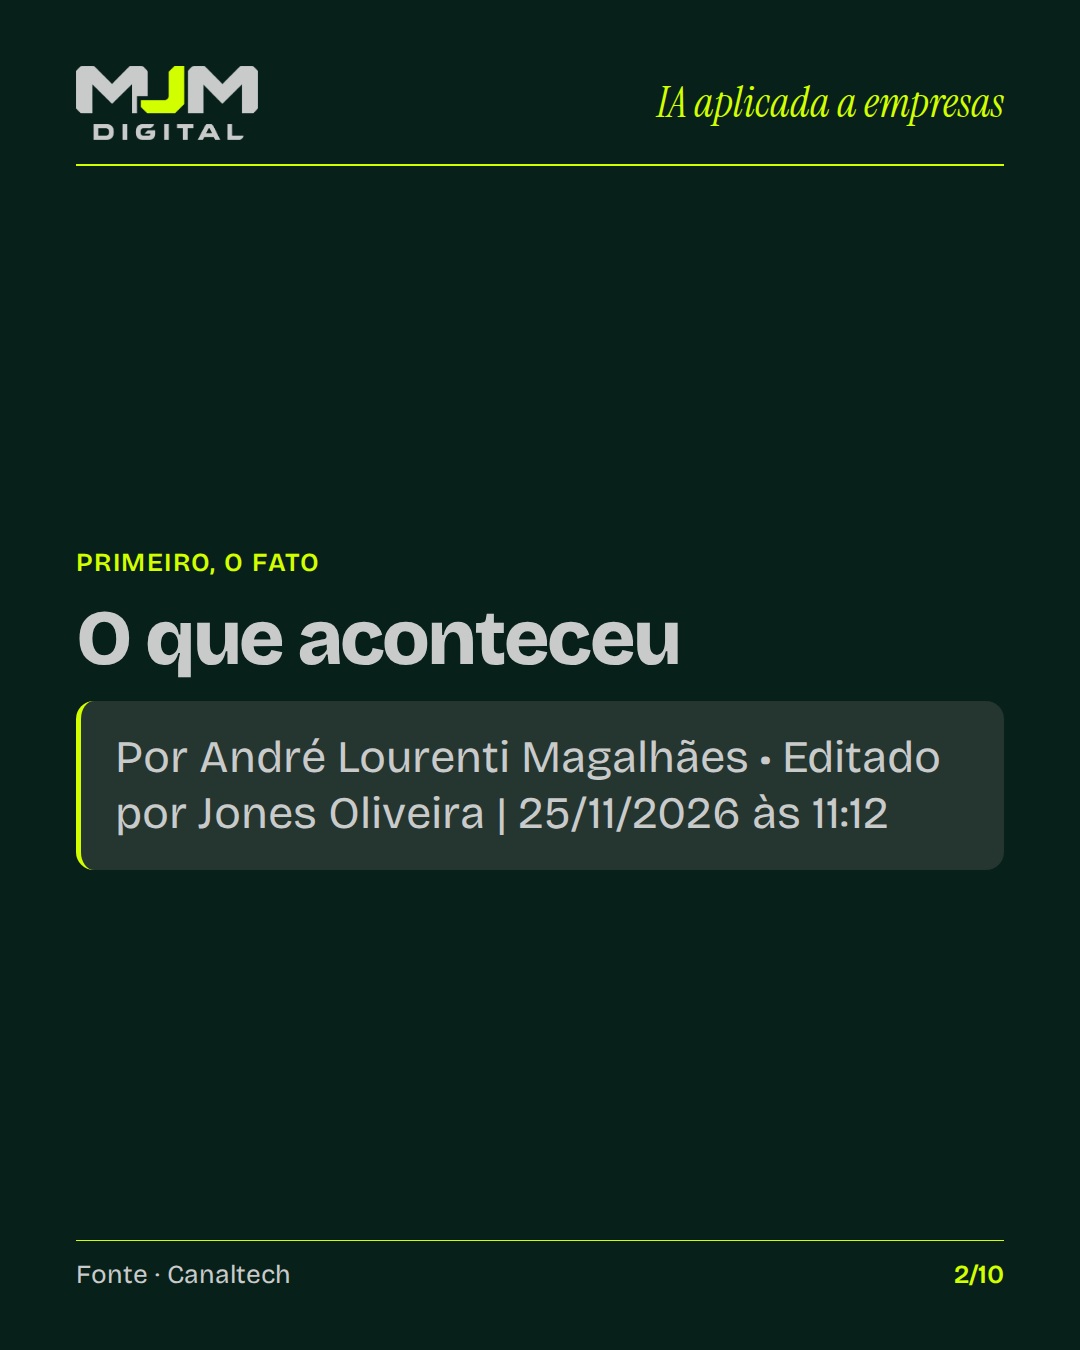 MJM
DIGITAL
IA aplicada a empresas
PRIMEIRO, O FATO
O que aconteceu
Por André Lourenti Magalhães • Editado
por Jones Oliveira | 25/11/2026 às 11:12
Fonte · Canaltech
2/10